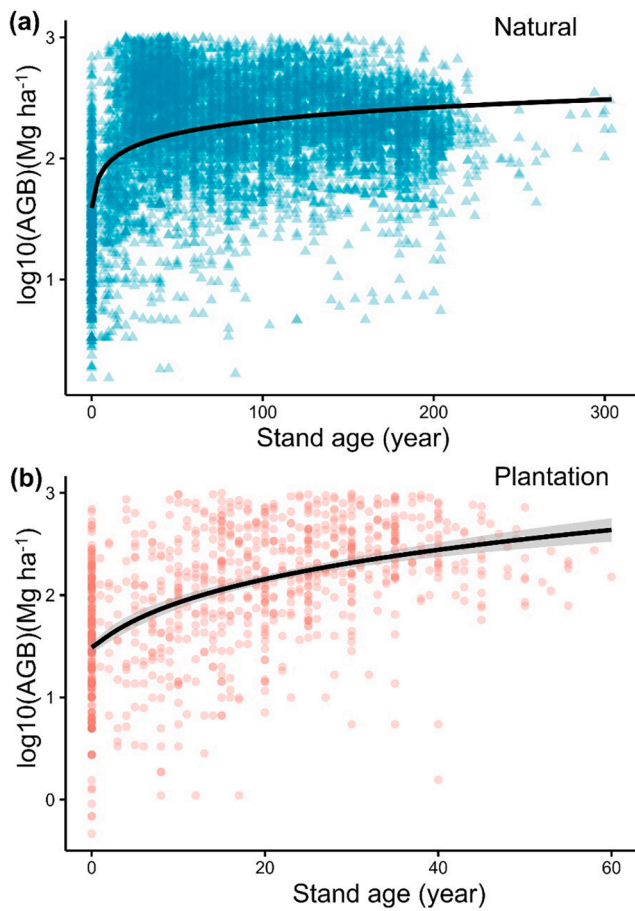 (a)
Natural
log10(AGB)(Mg ha⁻¹)
3
2
1
0
100
200
300
Stand age (year)
(b)
Plantation
log10(AGB)(Mg ha⁻¹)
3
2
1
0
0
20
40
60
Stand age (year)